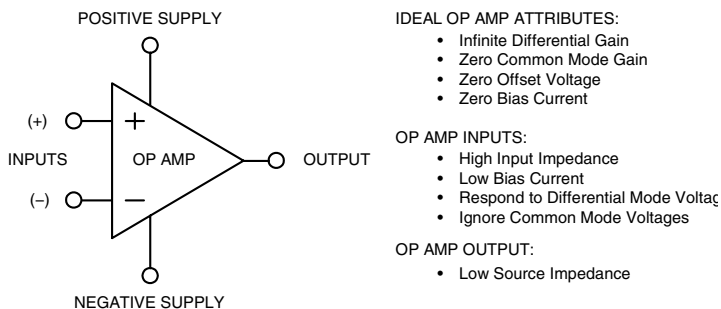 POSITIVE SUPPLY
(+)
+
INPUTS
OP AMP
OUTPUT
(−)
−
NEGATIVE SUPPLY
IDEAL OP AMP ATTRIBUTES:
• Infinite Differential Gain
• Zero Common Mode Gain
• Zero Offset Voltage
• Zero Bias Current
OP AMP INPUTS:
• High Input Impedance
• Low Bias Current
• Respond to Differential Mode Voltag
• Ignore Common Mode Voltages
OP AMP OUTPUT:
• Low Source Impedance